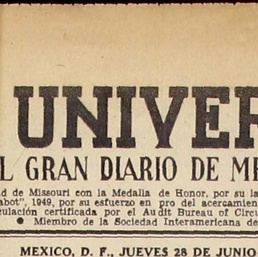 UNIVER
L GRAN DIARIO DE ME
d de Missouri con la Medalla de Honor, por su la
abot", 1949, por su esfuerzo en pro del acercamien
culación certificada por el Audit Bureau of Circu
● Miembro de la Sociedad Interamericana de
MEXICO, D. F., JUEVES 28 DE JUNIO